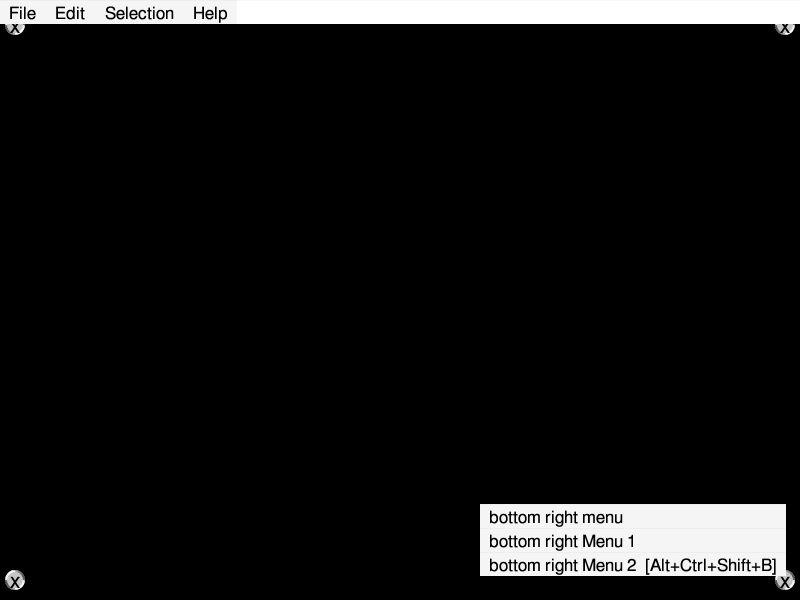 File Edit Selection Help
X X
bottom right menu
bottom right Menu 1
bottom right Menu 2 [Alt+Ctrl+Shift+B]
X X